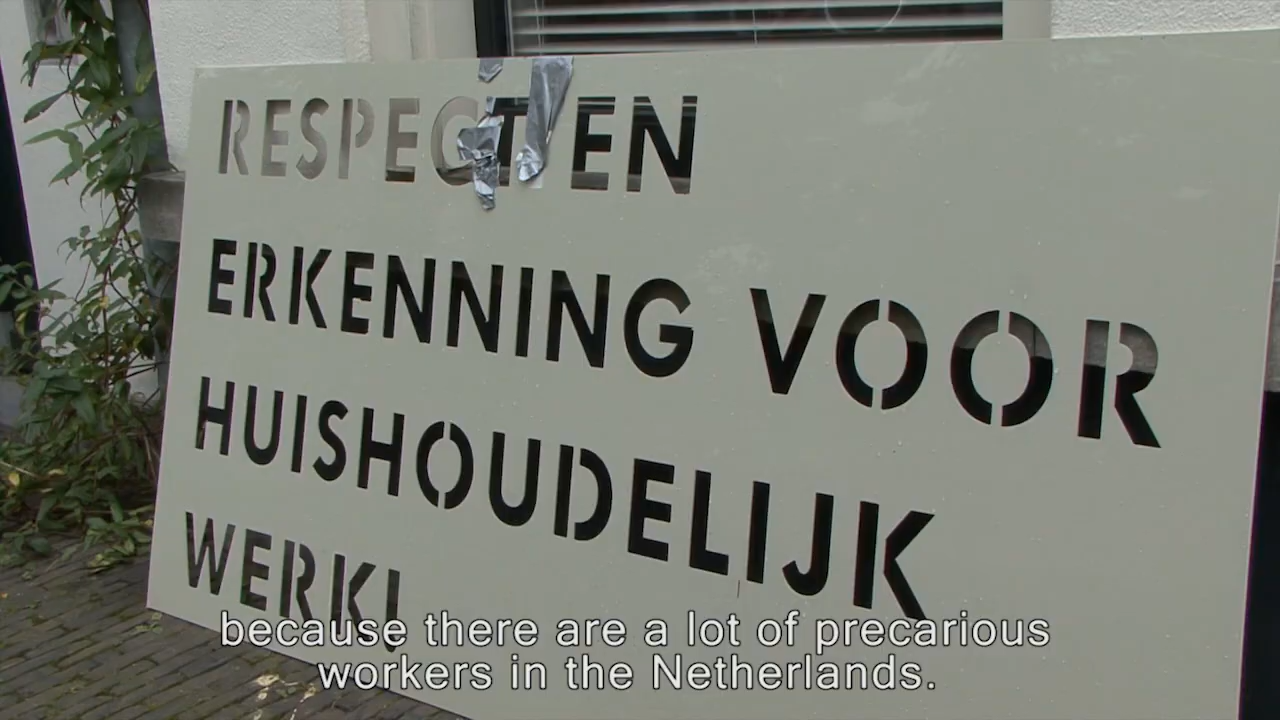 RESPECT EN
ERKENNING VOOR
HUISHOUDELIJK
WERK!
because there are a lot of precarious
workers in the Netherlands.